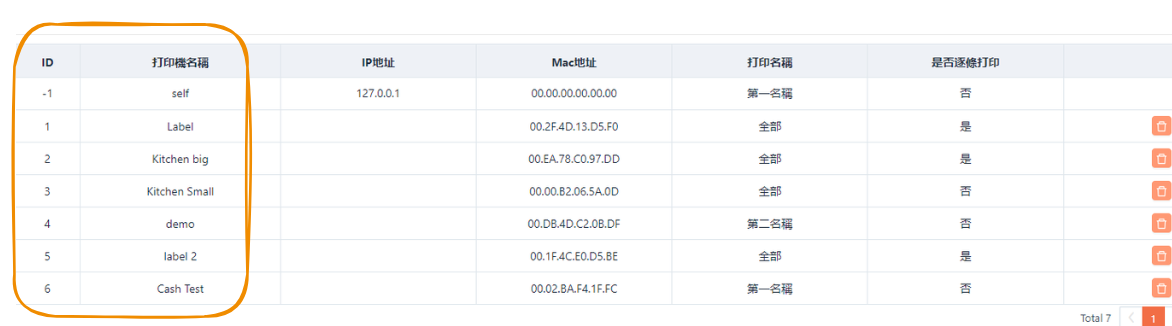 ID 打印機名稱 IP地址 Mac地址 打印名稱 是否逐條打印
-1 self 127.0.0.1 00.00.00.00.00.00 第一名稱 否
1 Label 00.2F.4D.13.D5.F0 全部 是
2 Kitchen big 00.EA.78.C0.97.DD 全部 是
3 Kitchen Small 00.00.B2.06.5A.0D 全部 否
4 demo 00.DB.4D.C2.0B.DF 第二名稱 否
5 label 2 00.1F.4C.E0.D5.BE 全部 是
6 Cash Test 00.02.BA.F4.1F.FC 第一名稱 否
Total 7 1